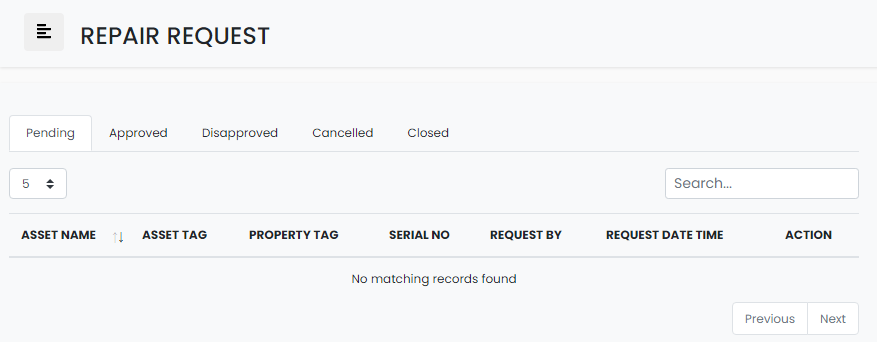 REPAIR REQUEST
Pending Approved Disapproved Cancelled Closed
5 Search...
ASSET NAME ASSET TAG PROPERTY TAG SERIAL NO REQUEST BY REQUEST DATE TIME ACTION
No matching records found
Previous Next